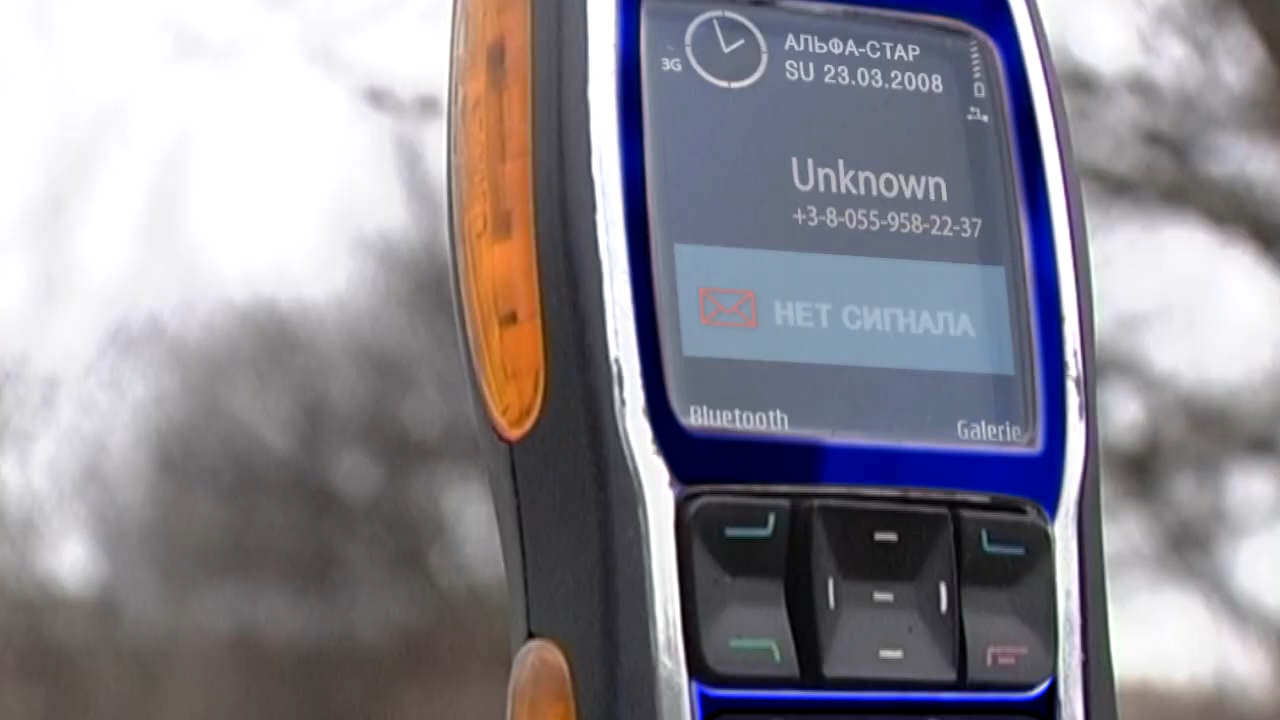 3G
АЛЬФА-СТАР
SU 23.03.2008
Unknown
+3-8-055-958-22-37
НЕТ СИГНАЛА
Bluetooth
Galerie